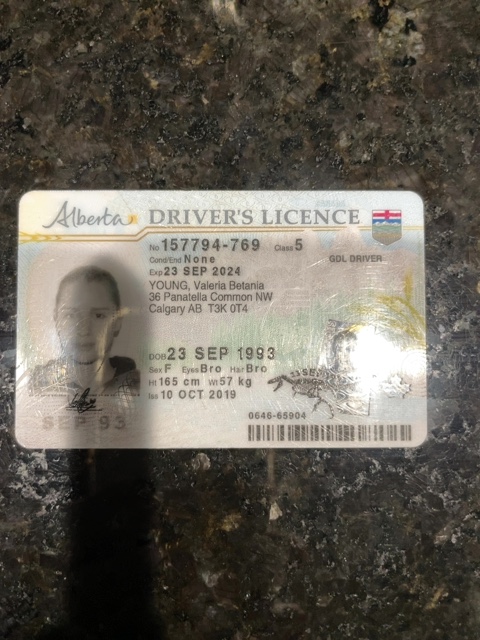 Alberta DRIVER'S LICENCE
No 157794-769 Class 5
Cond/End None GDL DRIVER
Exp 23 SEP 2024
YOUNG, Valeria Betania
36 Panatella Common NW
Calgary AB T3K 0T4
DOB 23 SEP 1993
Sex F Eyes Bro Hair Bro
Ht 165 cm Wt 57 kg
Iss 10 OCT 2019
SEP 93
0646-65904